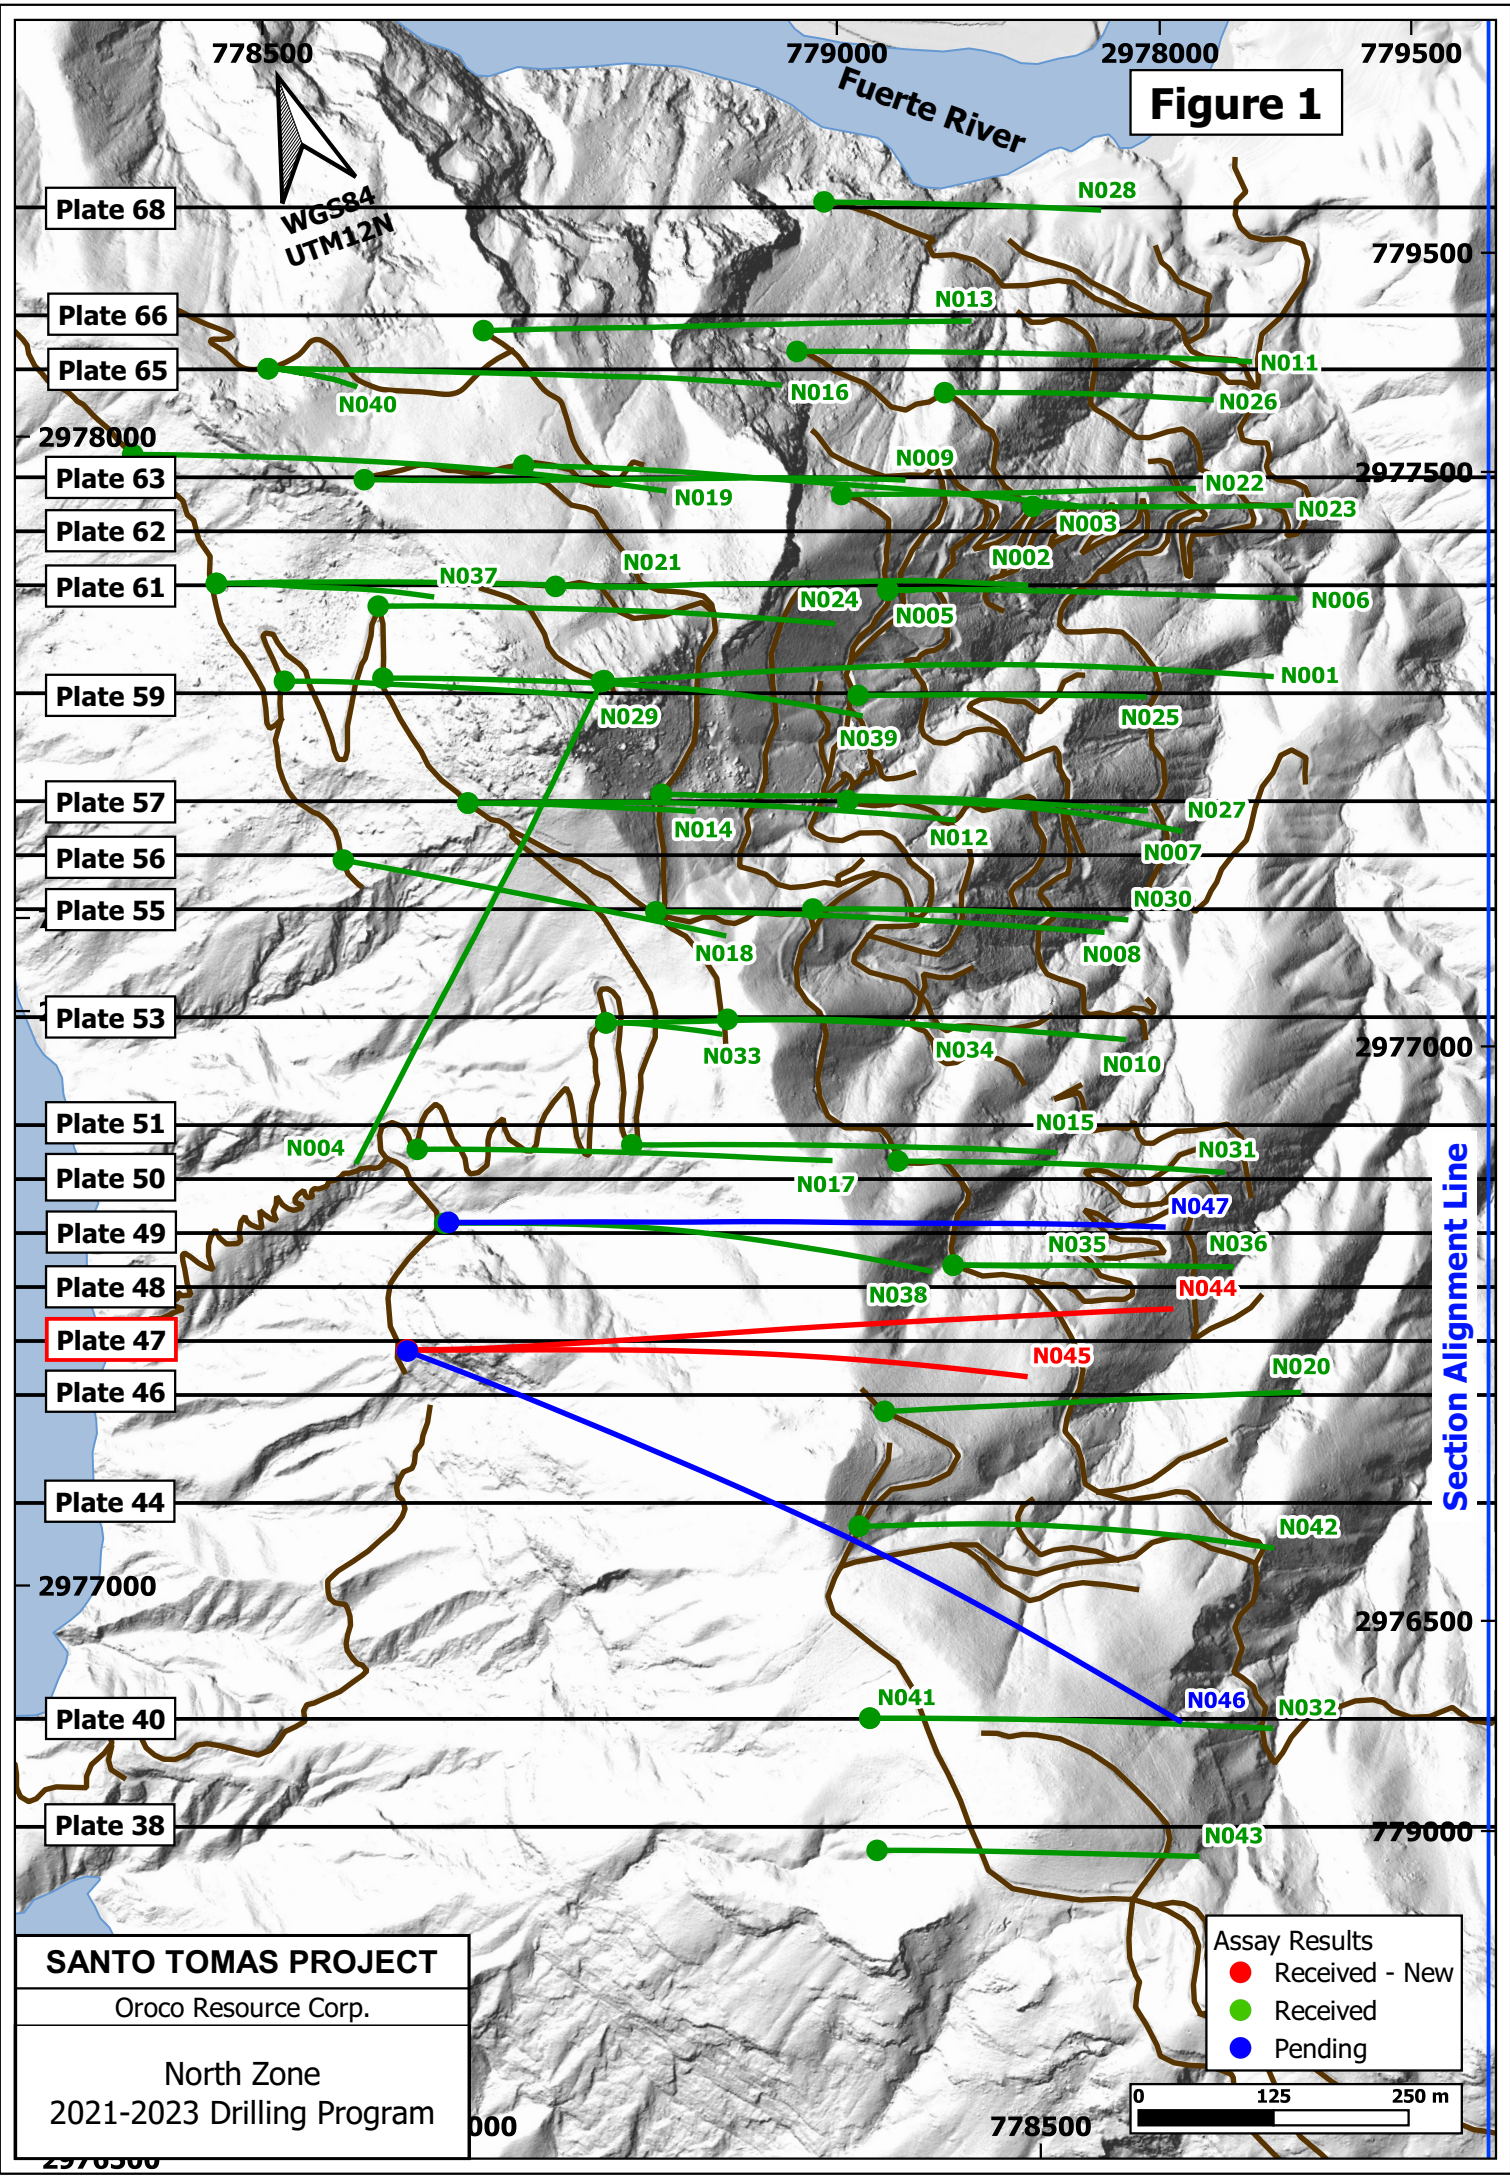 778500
779000
2978000
779500
Figure 1
Fuerte River
WGS84
UTM12N
Plate 68
N028
779500
Plate 66
N013
Plate 65
N011
N016
N026
N040
2978000
N009
2977500
Plate 63
N019
N022
N023
N003
Plate 62
N002
N021
N037
Plate 61
N024
N005
N006
N001
Plate 59
N029
N025
N039
Plate 57
N027
N014
N012
N007
Plate 56
N030
Plate 55
N018
N008
Plate 53
N033
N034
N010
2977000
Plate 51
N015
N004
N031
Plate 50
N017
N047
Plate 49
N035
N036
Plate 48
N038
N044
Plate 47
N045
N020
Plate 46
Section Alignment Line
Plate 44
N042
2977000
2976500
N041
N046
N032
Plate 40
Plate 38
779000
N043
SANTO TOMAS PROJECT
Oroco Resource Corp.
North Zone
2021-2023 Drilling Program
Assay Results
Received - New
Received
Pending
0 125 250 m
000
778500
2976500